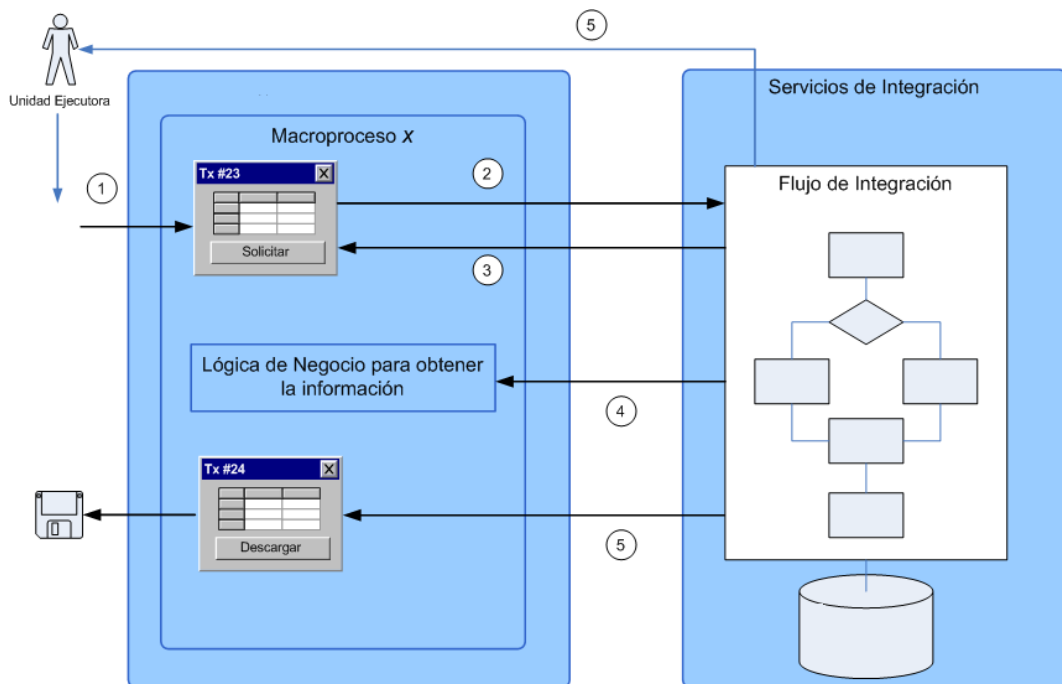 5
Unidad Ejecutora
Servicios de Integración
Macroproceso x
1
Tx #23
X
2
Flujo de Integración
Solicitar
3
Lógica de Negocio para obtener
la información
4
Tx #24
X
Descargar
5